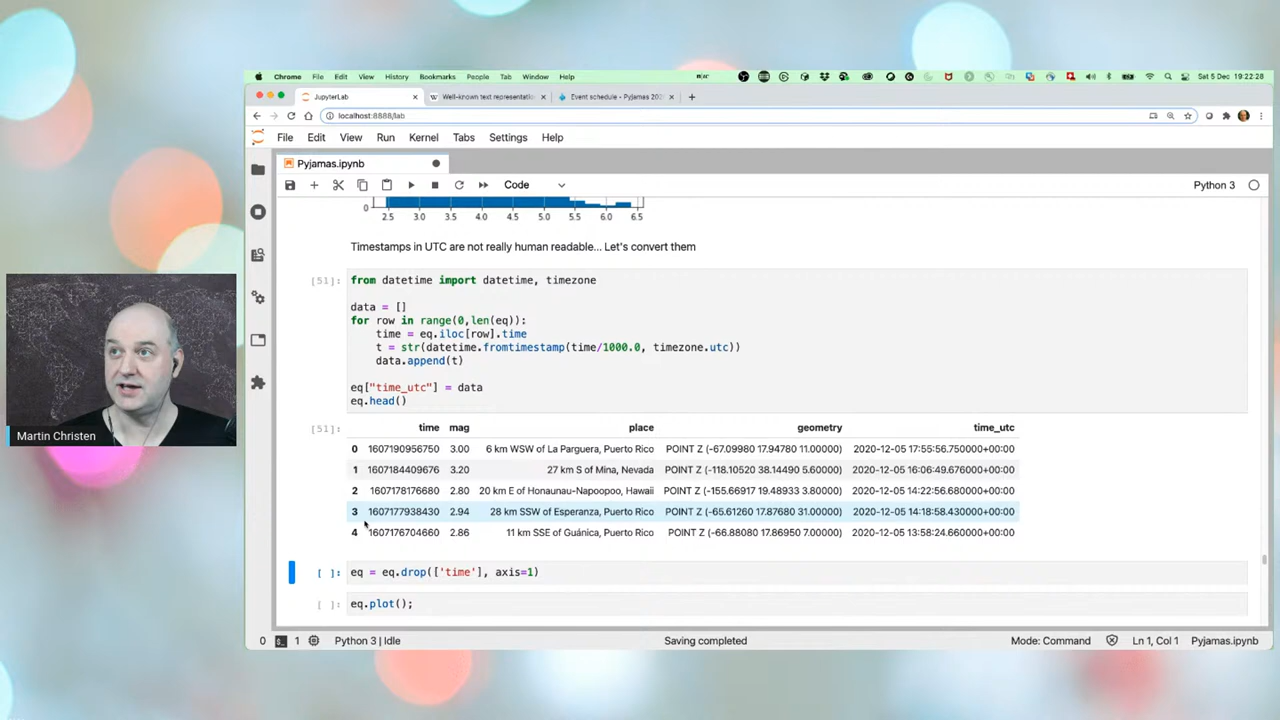 Chrome File Edit View History Bookmarks People Tab Window Help Sat 5 Dec 19:22:28
JupyterLab Well-known text representatio Event schedule - Pyjamas 202
localhost:8888/lab
File Edit View Run Kernel Tabs Settings Help
Pyjamas.ipynb
Code Python 3
0
2.5 3.0 3.5 4.0 4.5 5.0 5.5 6.0 6.5
Timestamps in UTC are not really human readable... Let's convert them
[51]: from datetime import datetime, timezone
data = []
for row in range(0,len(eq)):
time = eq.iloc[row].time
t = str(datetime.fromtimestamp(time/1000.0, timezone.utc))
data.append(t)
eq["time_utc"] = data
eq.head()
[51]: time mag place geometry time_utc
0 1607190956750 3.00 6 km WSW of La Parguera, Puerto Rico POINT Z (-67.09980 17.94780 11.00000) 2020-12-05 17:55:56.750000+00:00
1 1607184409676 3.20 27 km S of Mina, Nevada POINT Z (-118.10520 38.14490 5.60000) 2020-12-05 16:06:49.676000+00:00
2 1607178176680 2.80 20 km E of Honaunau-Napoopoo, Hawaii POINT Z (-155.66917 19.48933 3.80000) 2020-12-05 14:22:56.680000+00:00
3 1607177938430 2.94 28 km SSW of Esperanza, Puerto Rico POINT Z (-65.61260 17.87680 31.00000) 2020-12-05 14:18:58.430000+00:00
4 1607176704660 2.86 11 km SSE of Guánica, Puerto Rico POINT Z (-66.88080 17.86950 7.00000) 2020-12-05 13:58:24.660000+00:00
[ ]: eq = eq.drop(['time'], axis=1)
[ ]: eq.plot();
0 1 Python 3 | Idle Saving completed Mode: Command Ln 1, Col 1 Pyjamas.ipynb
Martin Christen